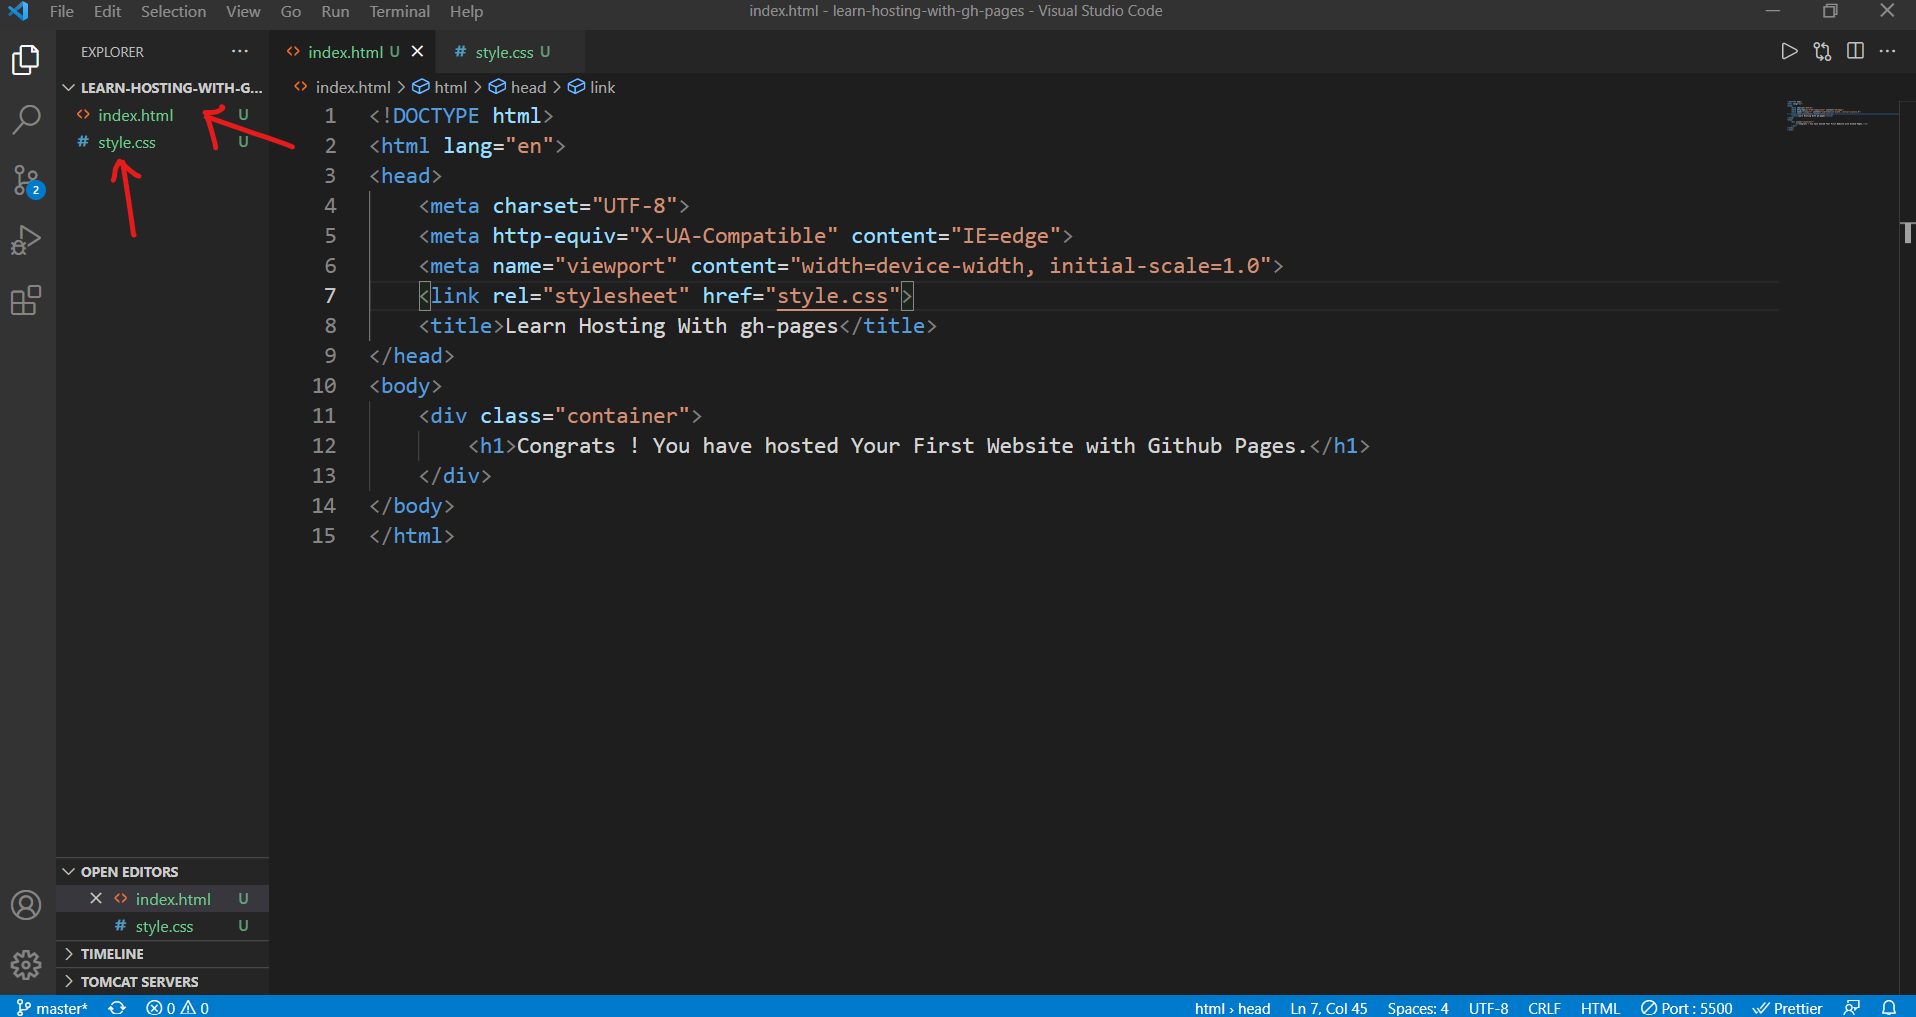 File Edit Selection View Go Run Terminal Help
index.html - learn-hosting-with-gh-pages - Visual Studio Code
EXPLORER
LEARN-HOSTING-WITH-G...
index.html U
style.css U
2
index.html U
style.css U
index.html > html > head > link
1 <!DOCTYPE html>
2 <html lang="en">
3 <head>
4 <meta charset="UTF-8">
5 <meta http-equiv="X-UA-Compatible" content="IE=edge">
6 <meta name="viewport" content="width=device-width, initial-scale=1.0">
7 <link rel="stylesheet" href="style.css">
8 <title>Learn Hosting With gh-pages</title>
9 </head>
10 <body>
11 <div class="container">
12 <h1>Congrats ! You have hosted Your First Website with Github Pages.</h1>
13 </div>
14 </body>
15 </html>
OPEN EDITORS
index.html U
style.css U
TIMELINE
TOMCAT SERVERS
master* 0 0 html › head Ln 7, Col 45 Spaces: 4 UTF-8 CRLF HTML Port : 5500 Prettier